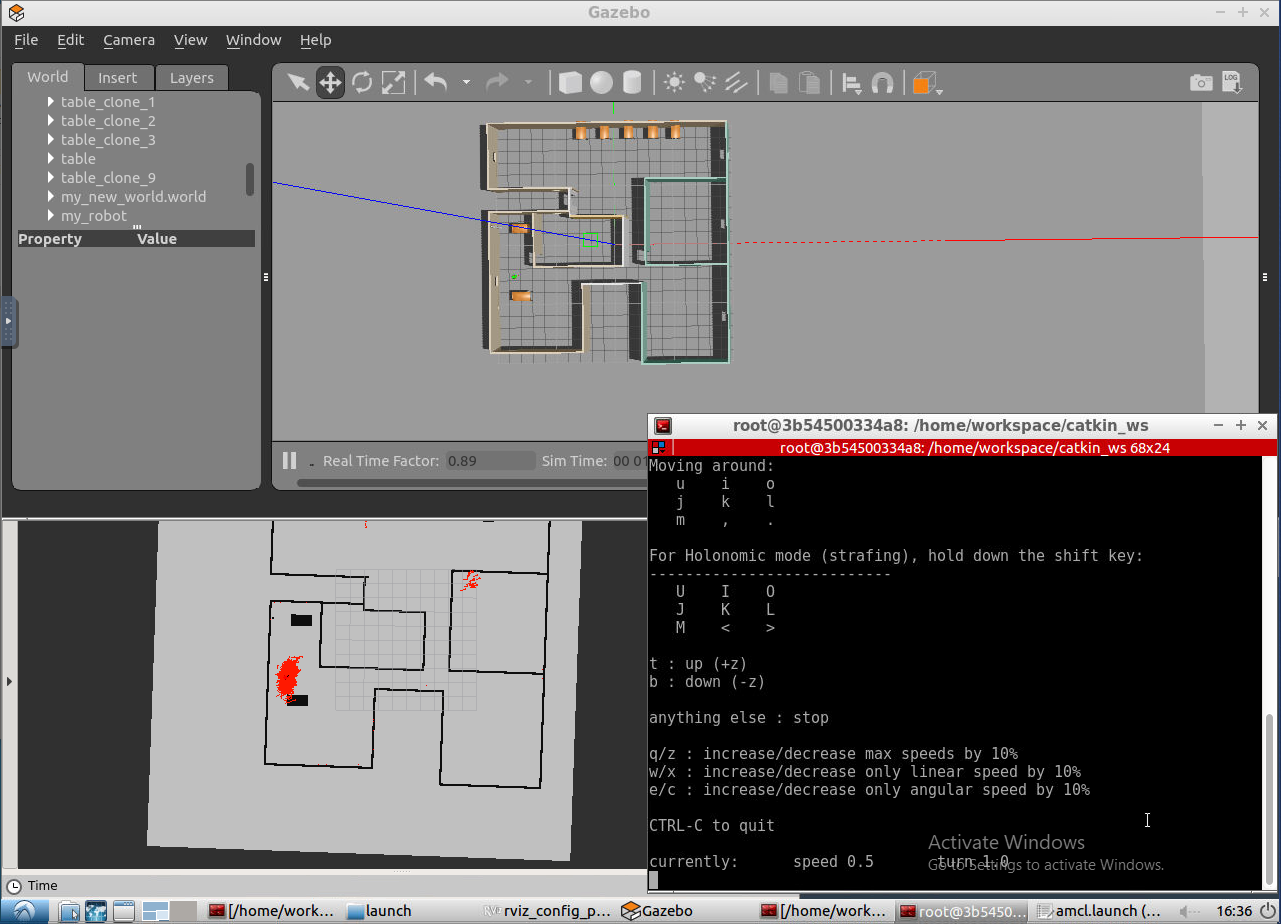 Gazebo
File Edit Camera View Window Help
World Insert Layers
table_clone_1
table_clone_2
table_clone_3
table
table_clone_9
my_new_world.world
my_robot
Property Value
LOG
Real Time Factor: 0.89 Sim Time: 00 0
root@3b54500334a8: /home/workspace/catkin_ws
root@3b54500334a8: /home/workspace/catkin_ws 68x24
Moving around:
u i o
j k l
m , .
For Holonomic mode (strafing), hold down the shift key:
---------------------------
U I O
J K L
M < >
t : up (+z)
b : down (-z)
anything else : stop
q/z : increase/decrease max speeds by 10%
w/x : increase/decrease only linear speed by 10%
e/c : increase/decrease only angular speed by 10%
CTRL-C to quit
currently: speed 0.5 turn 1.0
Activate Windows
Go to Settings to activate Windows.
Time
[/home/work... launch rviz_config_p... Gazebo [/home/work... root@3b5450... amcl.launch (... 16:36